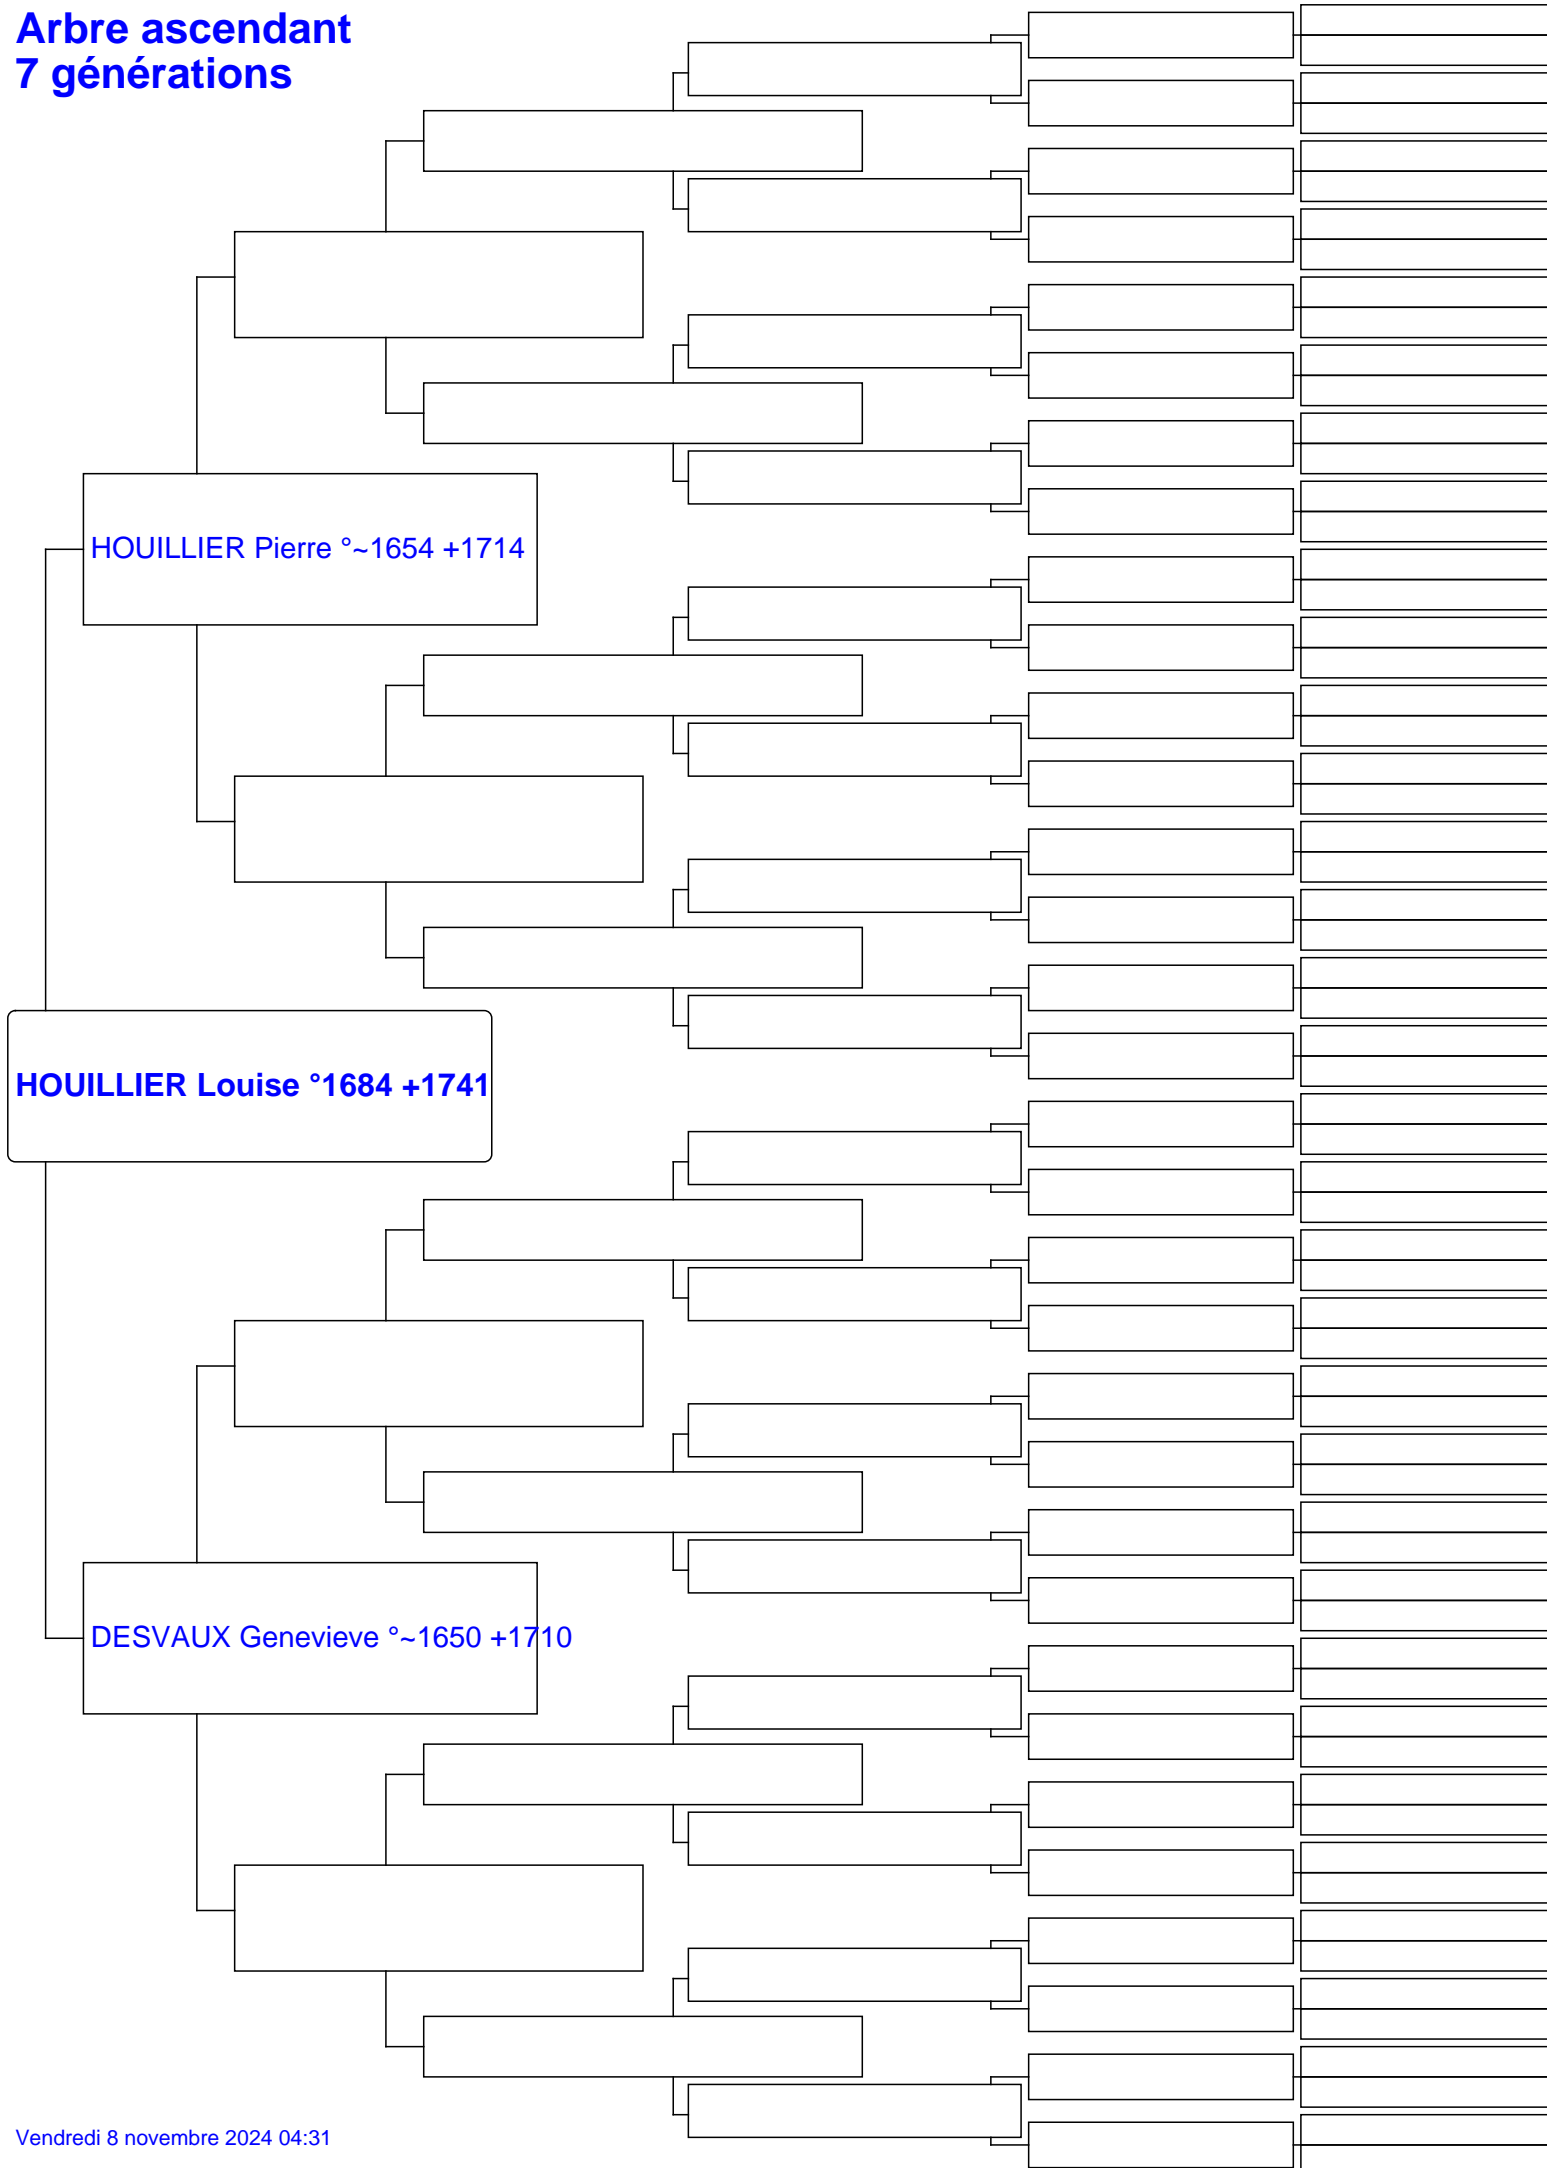 Arbre ascendant
7 générations
HOUILLIER Pierre °~1654 +1714
HOUILLIER Louise °1684 +1741
DESVAUX Genevieve °~1650 +1710
Vendredi 8 novembre 2024 04:31